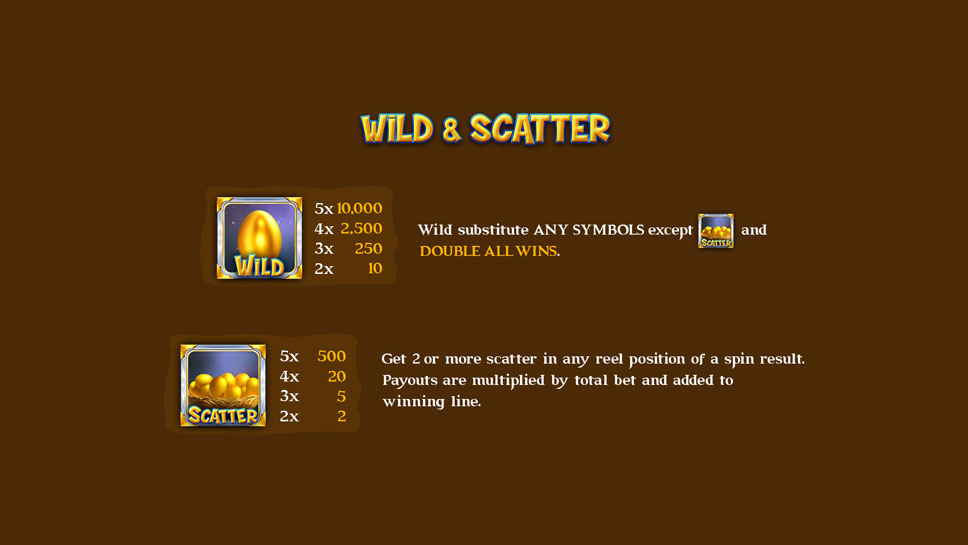 WILD & SCATTER
WILD
5x 10,000
4x 2,500
3x 250
2x 10
Wild substitute ANY SYMBOLS except SCATTER and
DOUBLE ALL WINS.
SCATTER
5x 500
4x 20
3x 5
2x 2
Get 2 or more scatter in any reel position of a spin result.
Payouts are multiplied by total bet and added to
winning line.